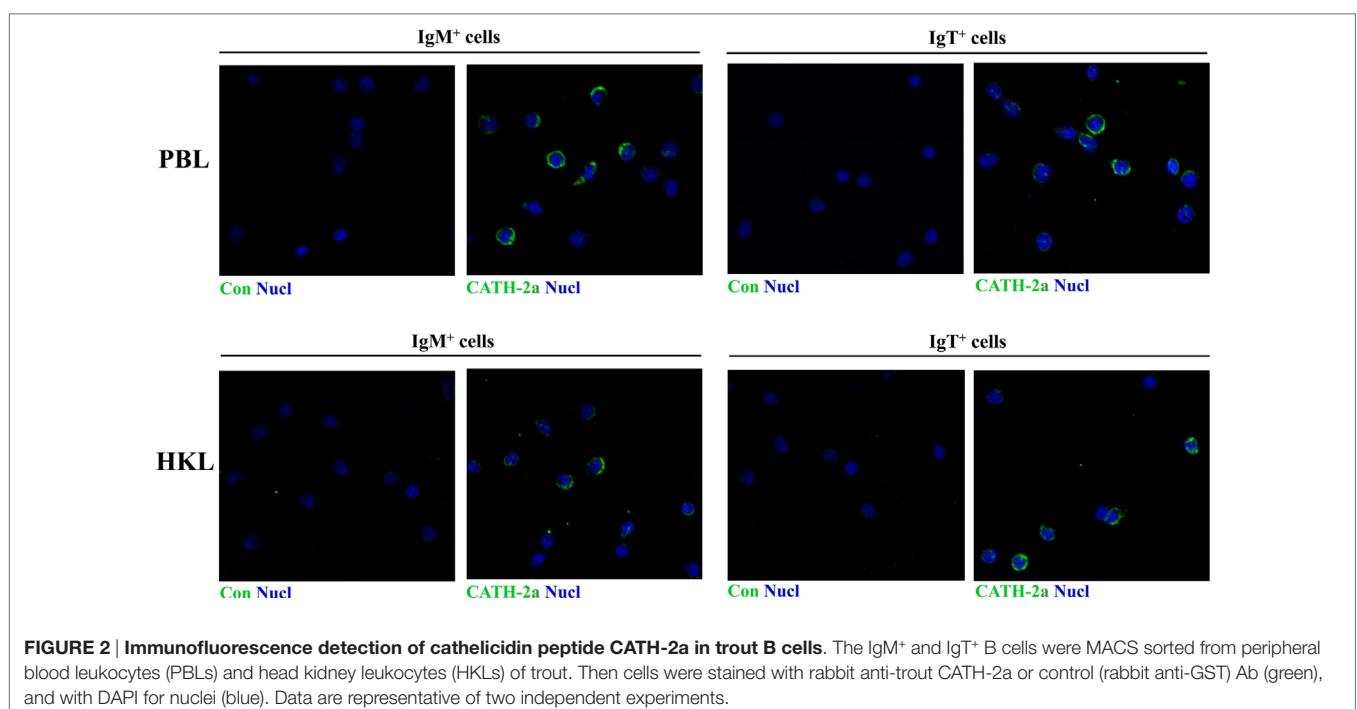 IgM⁺ cells
IgT⁺ cells
PBL
Con Nucl
CATH-2a Nucl
Con Nucl
CATH-2a Nucl
IgM⁺ cells
IgT⁺ cells
HKL
Con Nucl
CATH-2a Nucl
Con Nucl
CATH-2a Nucl
FIGURE 2 | Immunofluorescence detection of cathelicidin peptide CATH-2a in trout B cells. The IgM⁺ and IgT⁺ B cells were MACS sorted from peripheral
blood leukocytes (PBLs) and head kidney leukocytes (HKLs) of trout. Then cells were stained with rabbit anti-trout CATH-2a or control (rabbit anti-GST) Ab (green),
and with DAPI for nuclei (blue). Data are representative of two independent experiments.